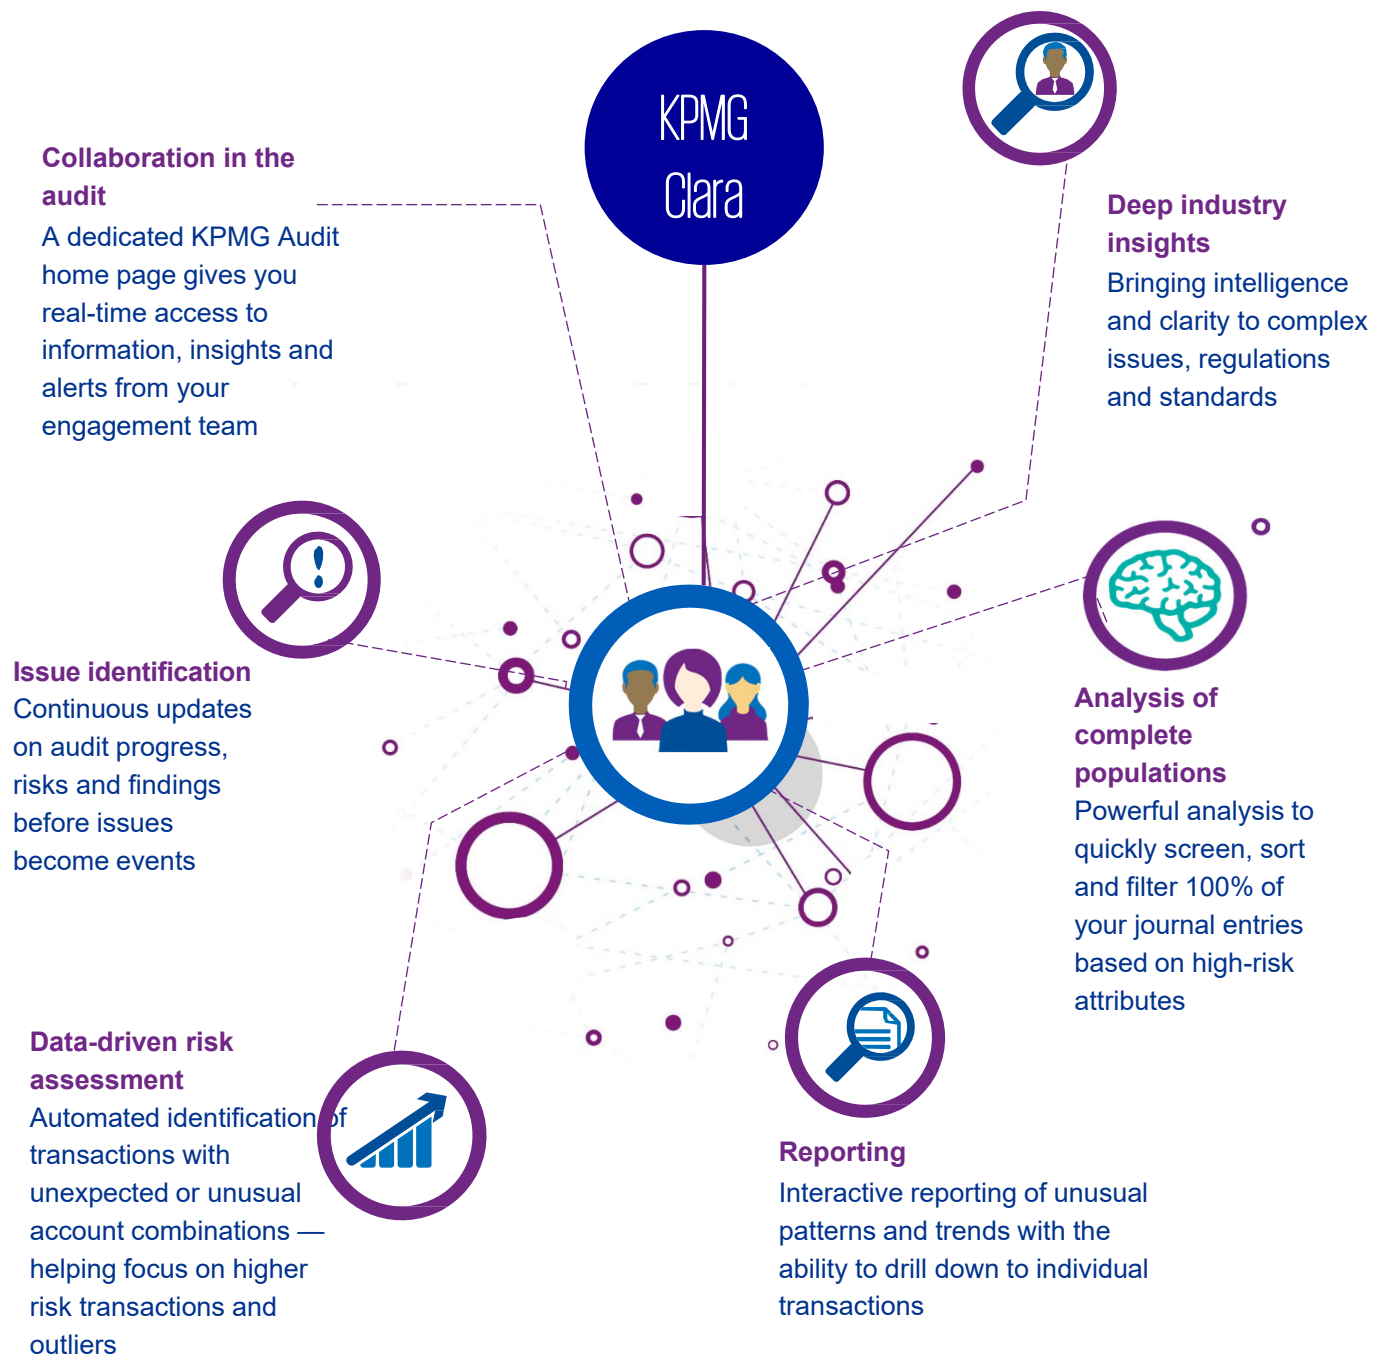 KPMG
Clara
Collaboration in the
audit
A dedicated KPMG Audit
home page gives you
real-time access to
information, insights and
alerts from your
engagement team
Deep industry
insights
Bringing intelligence
and clarity to complex
issues, regulations
and standards
Issue identification
Continuous updates
on audit progress,
risks and findings
before issues
become events
Analysis of
complete
populations
Powerful analysis to
quickly screen, sort
and filter 100% of
your journal entries
based on high-risk
attributes
Data-driven risk
assessment
Automated identification of
transactions with
unexpected or unusual
account combinations —
helping focus on higher
risk transactions and
outliers
Reporting
Interactive reporting of unusual
patterns and trends with the
ability to drill down to individual
transactions